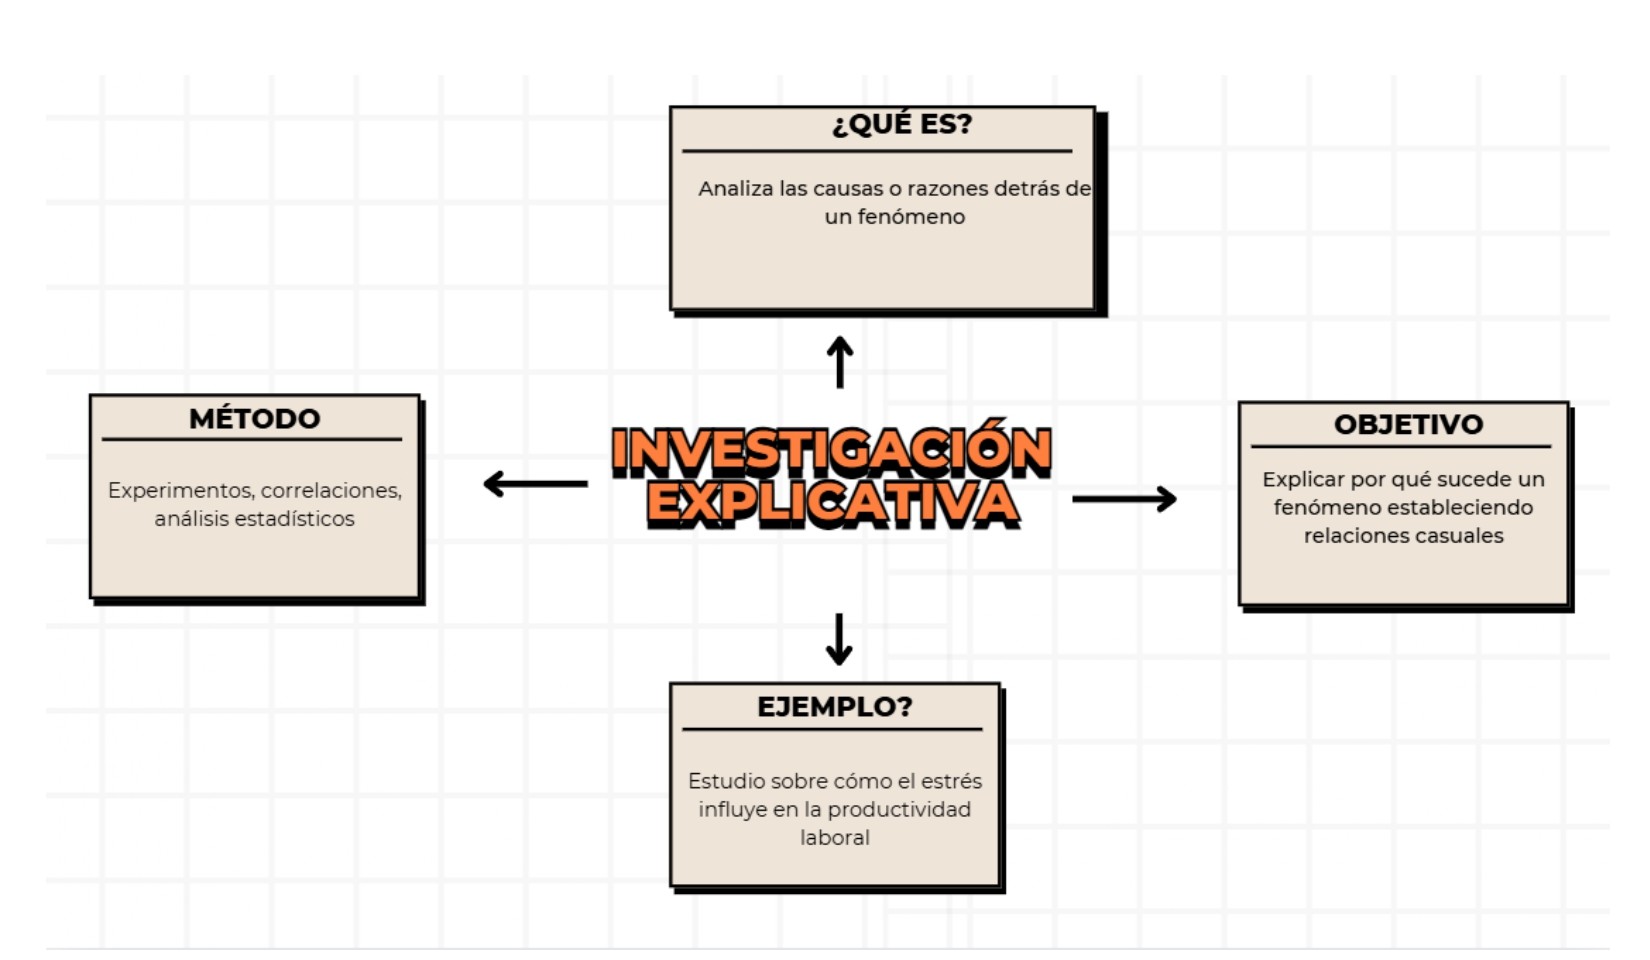 ¿QUÉ ES?
Analiza las causas o razones detrás de
un fenómeno
MÉTODO
Experimentos, correlaciones,
análisis estadísticos
INVESTIGACIÓN
EXPLICATIVA
OBJETIVO
Explicar por qué sucede un
fenómeno estableciendo
relaciones casuales
EJEMPLO?
Estudio sobre cómo el estrés
influye en la productividad
laboral